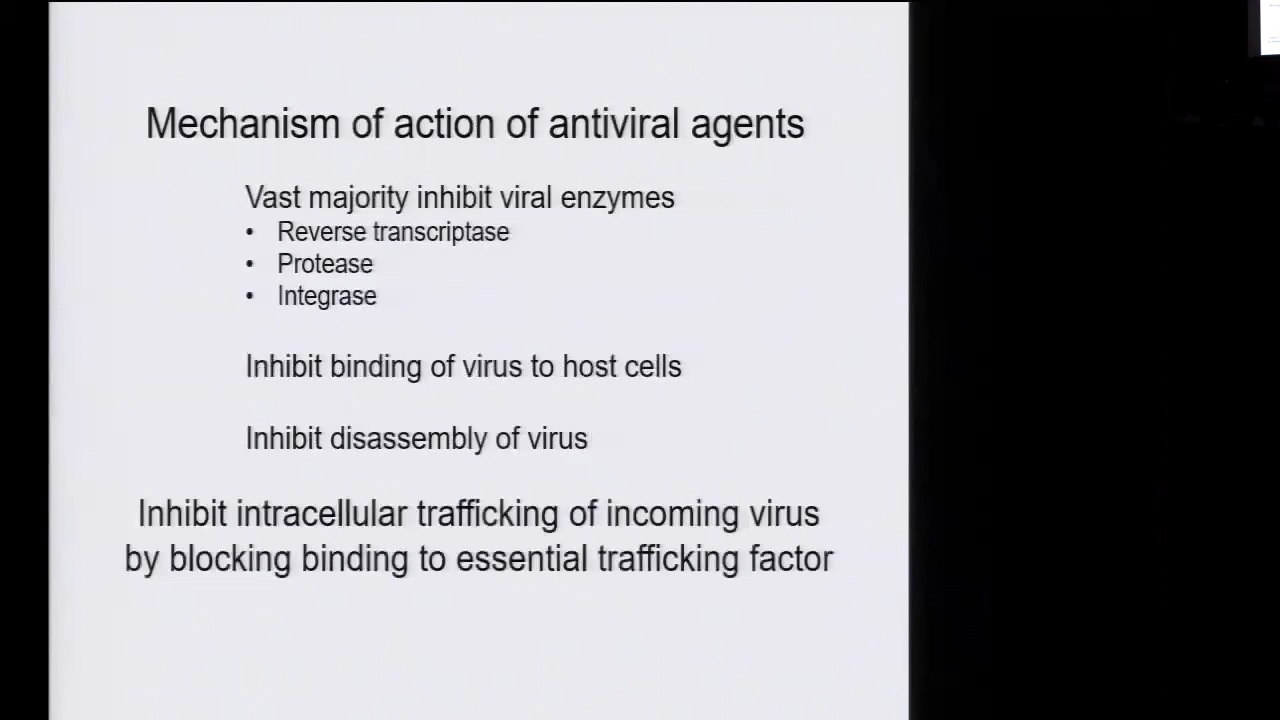 Mechanism of action of antiviral agents
Vast majority inhibit viral enzymes
• Reverse transcriptase
• Protease
• Integrase
Inhibit binding of virus to host cells
Inhibit disassembly of virus
Inhibit intracellular trafficking of incoming virus
by blocking binding to essential trafficking factor